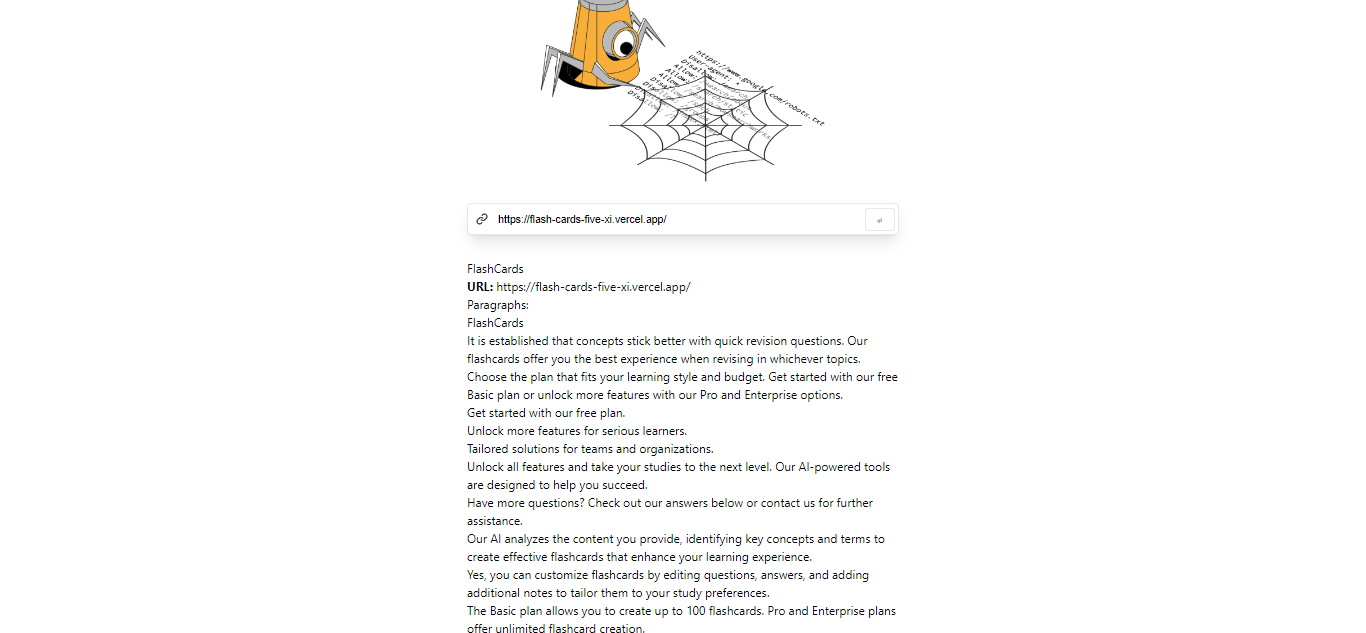 https://www.google.com/robots.txt
User-agent: *
https://flash-cards-five-xi.vercel.app/
FlashCards
URL: https://flash-cards-five-xi.vercel.app/
Paragraphs:
FlashCards
It is established that concepts stick better with quick revision questions. Our
flashcards offer you the best experience when revising in whichever topics.
Choose the plan that fits your learning style and budget. Get started with our free
Basic plan or unlock more features with our Pro and Enterprise options.
Get started with our free plan.
Unlock more features for serious learners.
Tailored solutions for teams and organizations.
Unlock all features and take your studies to the next level. Our AI-powered tools
are designed to help you succeed.
Have more questions? Check out our answers below or contact us for further
assistance.
Our AI analyzes the content you provide, identifying key concepts and terms to
create effective flashcards that enhance your learning experience.
Yes, you can customize flashcards by editing questions, answers, and adding
additional notes to tailor them to your study preferences.
The Basic plan allows you to create up to 100 flashcards. Pro and Enterprise plans
offer unlimited flashcard creation.